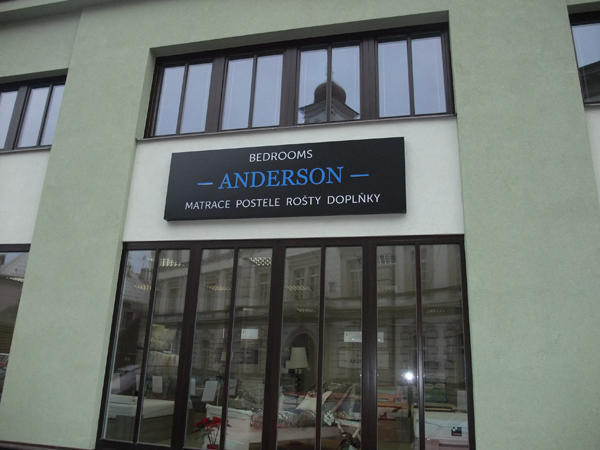 BEDROOMS
— ANDERSON —
MATRACE POSTELE ROŠTY DOPLŇKY